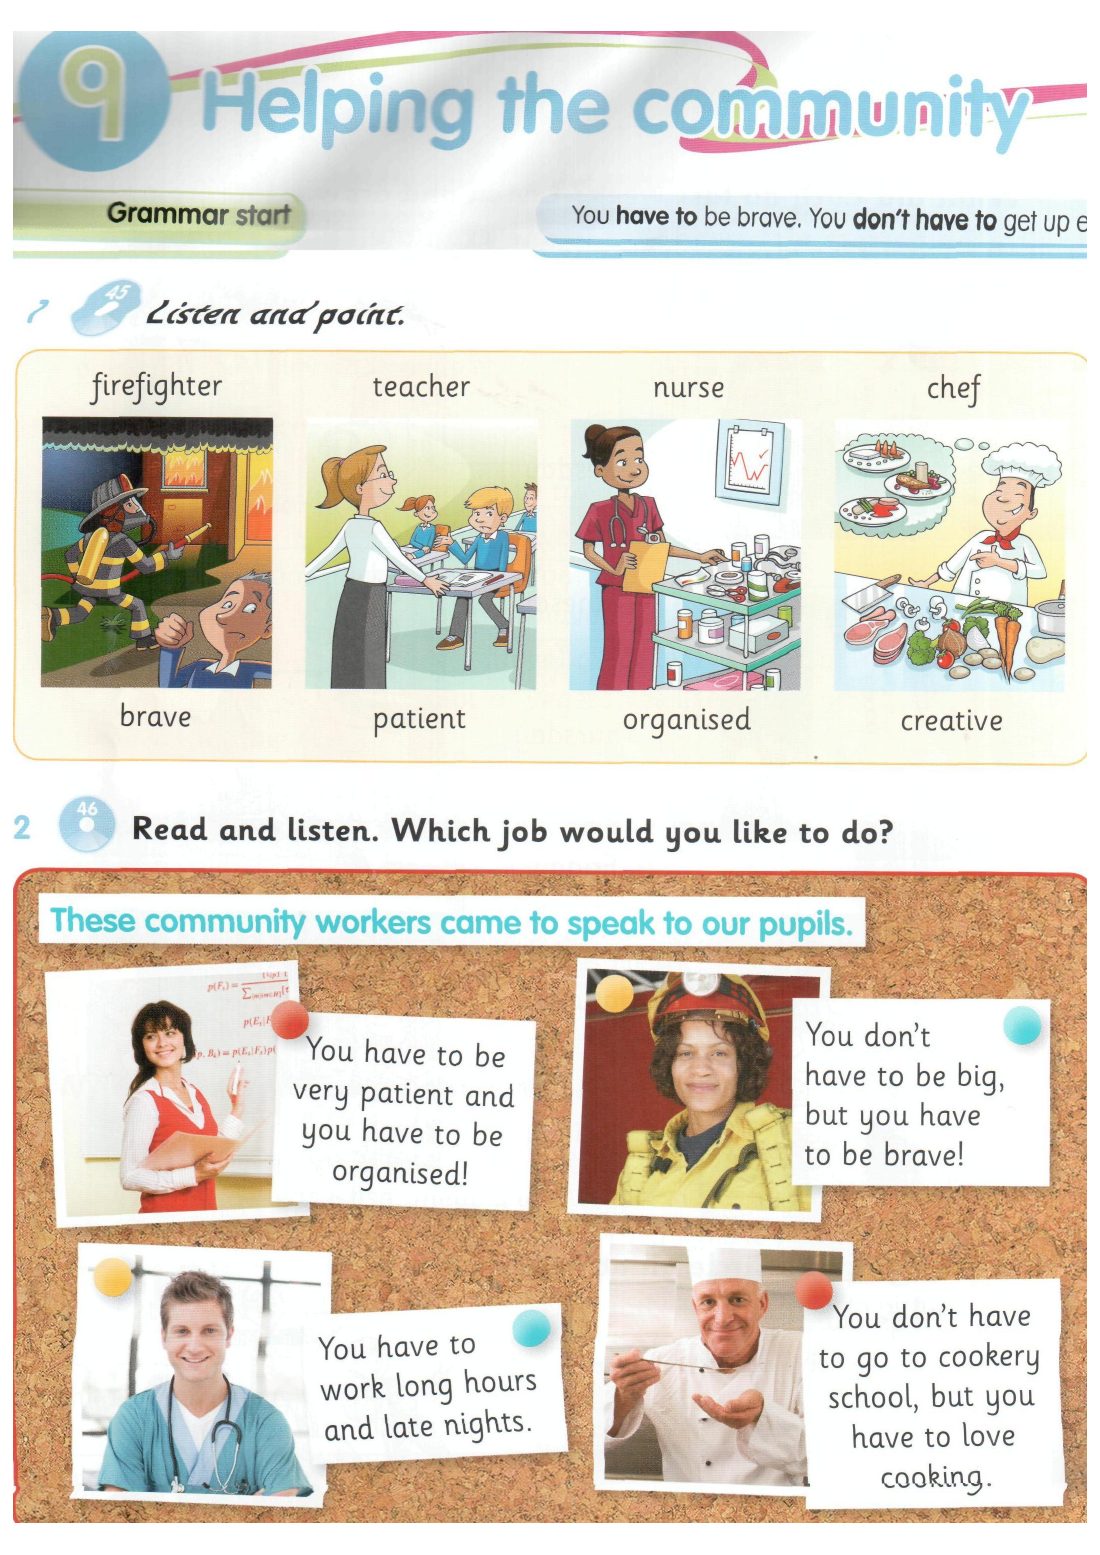 9 Helping the community
Grammar start
You have to be brave. You don't have to get up e
1 45 Listen and point.
firefighter teacher nurse chef
brave patient organised creative
2 46 Read and listen. Which job would you like to do?
These community workers came to speak to our pupils.
You have to be
very patient and
you have to be
organised!
You don't
have to be big,
but you have
to be brave!
You have to
work long hours
and late nights.
You don't have
to go to cookery
school, but you
have to love
cooking.